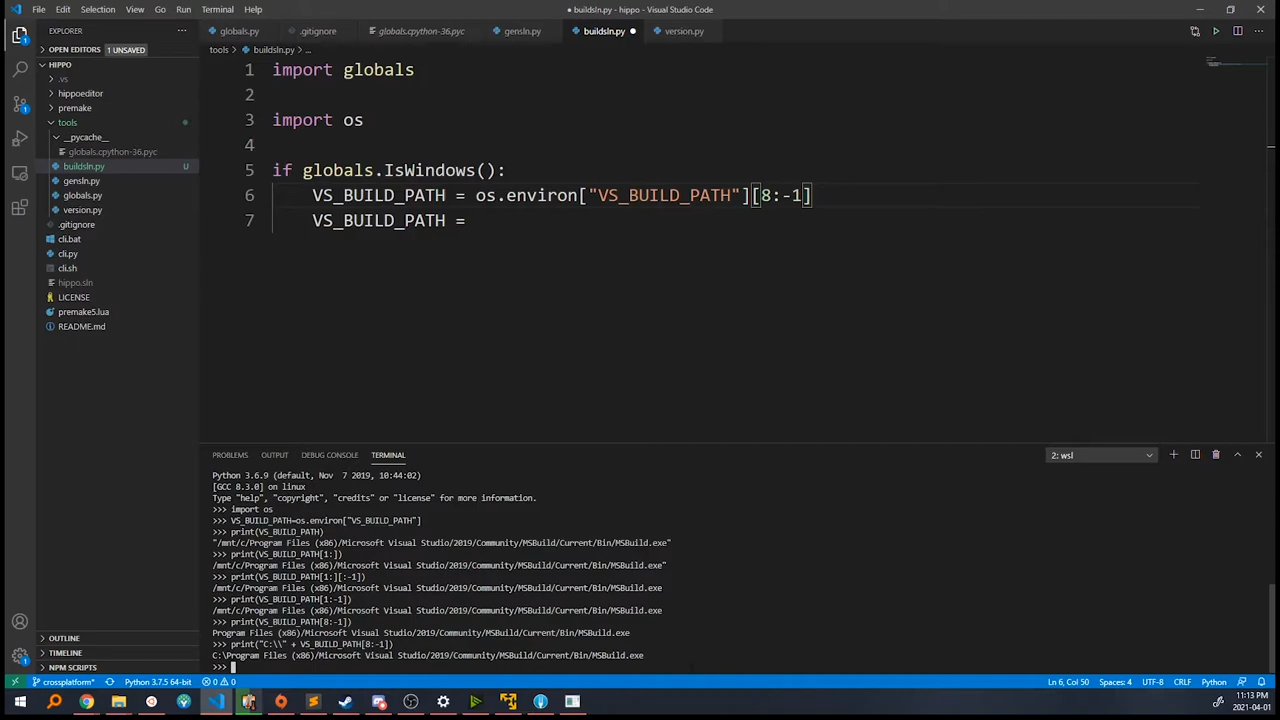 File Edit Selection View Go Run Terminal Help
● buildsln.py - hippo - Visual Studio Code
EXPLORER
globals.py
.gitignore
globals.cpython-36.pyc
gensln.py
buildsln.py
version.py
OPEN EDITORS 1 UNSAVED
tools > buildsln.py > ...
HIPPO
.vs
hippoeditor
premake
tools
__pycache__
globals.cpython-36.pyc
buildsln.py U
gensln.py
globals.py
version.py
.gitignore
cli.bat
cli.py
cli.sh
hippo.sln
LICENSE
premake5.lua
README.md
OUTLINE
TIMELINE
NPM SCRIPTS
1 import globals
2
3 import os
4
5 if globals.IsWindows():
6 VS_BUILD_PATH = os.environ["VS_BUILD_PATH"][8:-1]
7 VS_BUILD_PATH =
PROBLEMS OUTPUT DEBUG CONSOLE TERMINAL
2: wsl
Python 3.6.9 (default, Nov 7 2019, 10:44:02)
[GCC 8.3.0] on linux
Type "help", "copyright", "credits" or "license" for more information.
>>> import os
>>> VS_BUILD_PATH=os.environ["VS_BUILD_PATH"]
>>> print(VS_BUILD_PATH)
"/mnt/c/Program Files (x86)/Microsoft Visual Studio/2019/Community/MSBuild/Current/Bin/MSBuild.exe"
>>> print(VS_BUILD_PATH[1:])
/mnt/c/Program Files (x86)/Microsoft Visual Studio/2019/Community/MSBuild/Current/Bin/MSBuild.exe"
>>> print(VS_BUILD_PATH[1:][:-1])
/mnt/c/Program Files (x86)/Microsoft Visual Studio/2019/Community/MSBuild/Current/Bin/MSBuild.exe
>>> print(VS_BUILD_PATH[1:-1])
/mnt/c/Program Files (x86)/Microsoft Visual Studio/2019/Community/MSBuild/Current/Bin/MSBuild.exe
>>> print(VS_BUILD_PATH[8:-1])
Program Files (x86)/Microsoft Visual Studio/2019/Community/MSBuild/Current/Bin/MSBuild.exe
>>> print("C:\\" + VS_BUILD_PATH[8:-1])
C:\Program Files (x86)/Microsoft Visual Studio/2019/Community/MSBuild/Current/Bin/MSBuild.exe
>>>
crossplatform* Python 3.7.5 64-bit 0 0
Ln 6, Col 50 Spaces: 4 UTF-8 CRLF Python
11:13 PM
2021-04-01